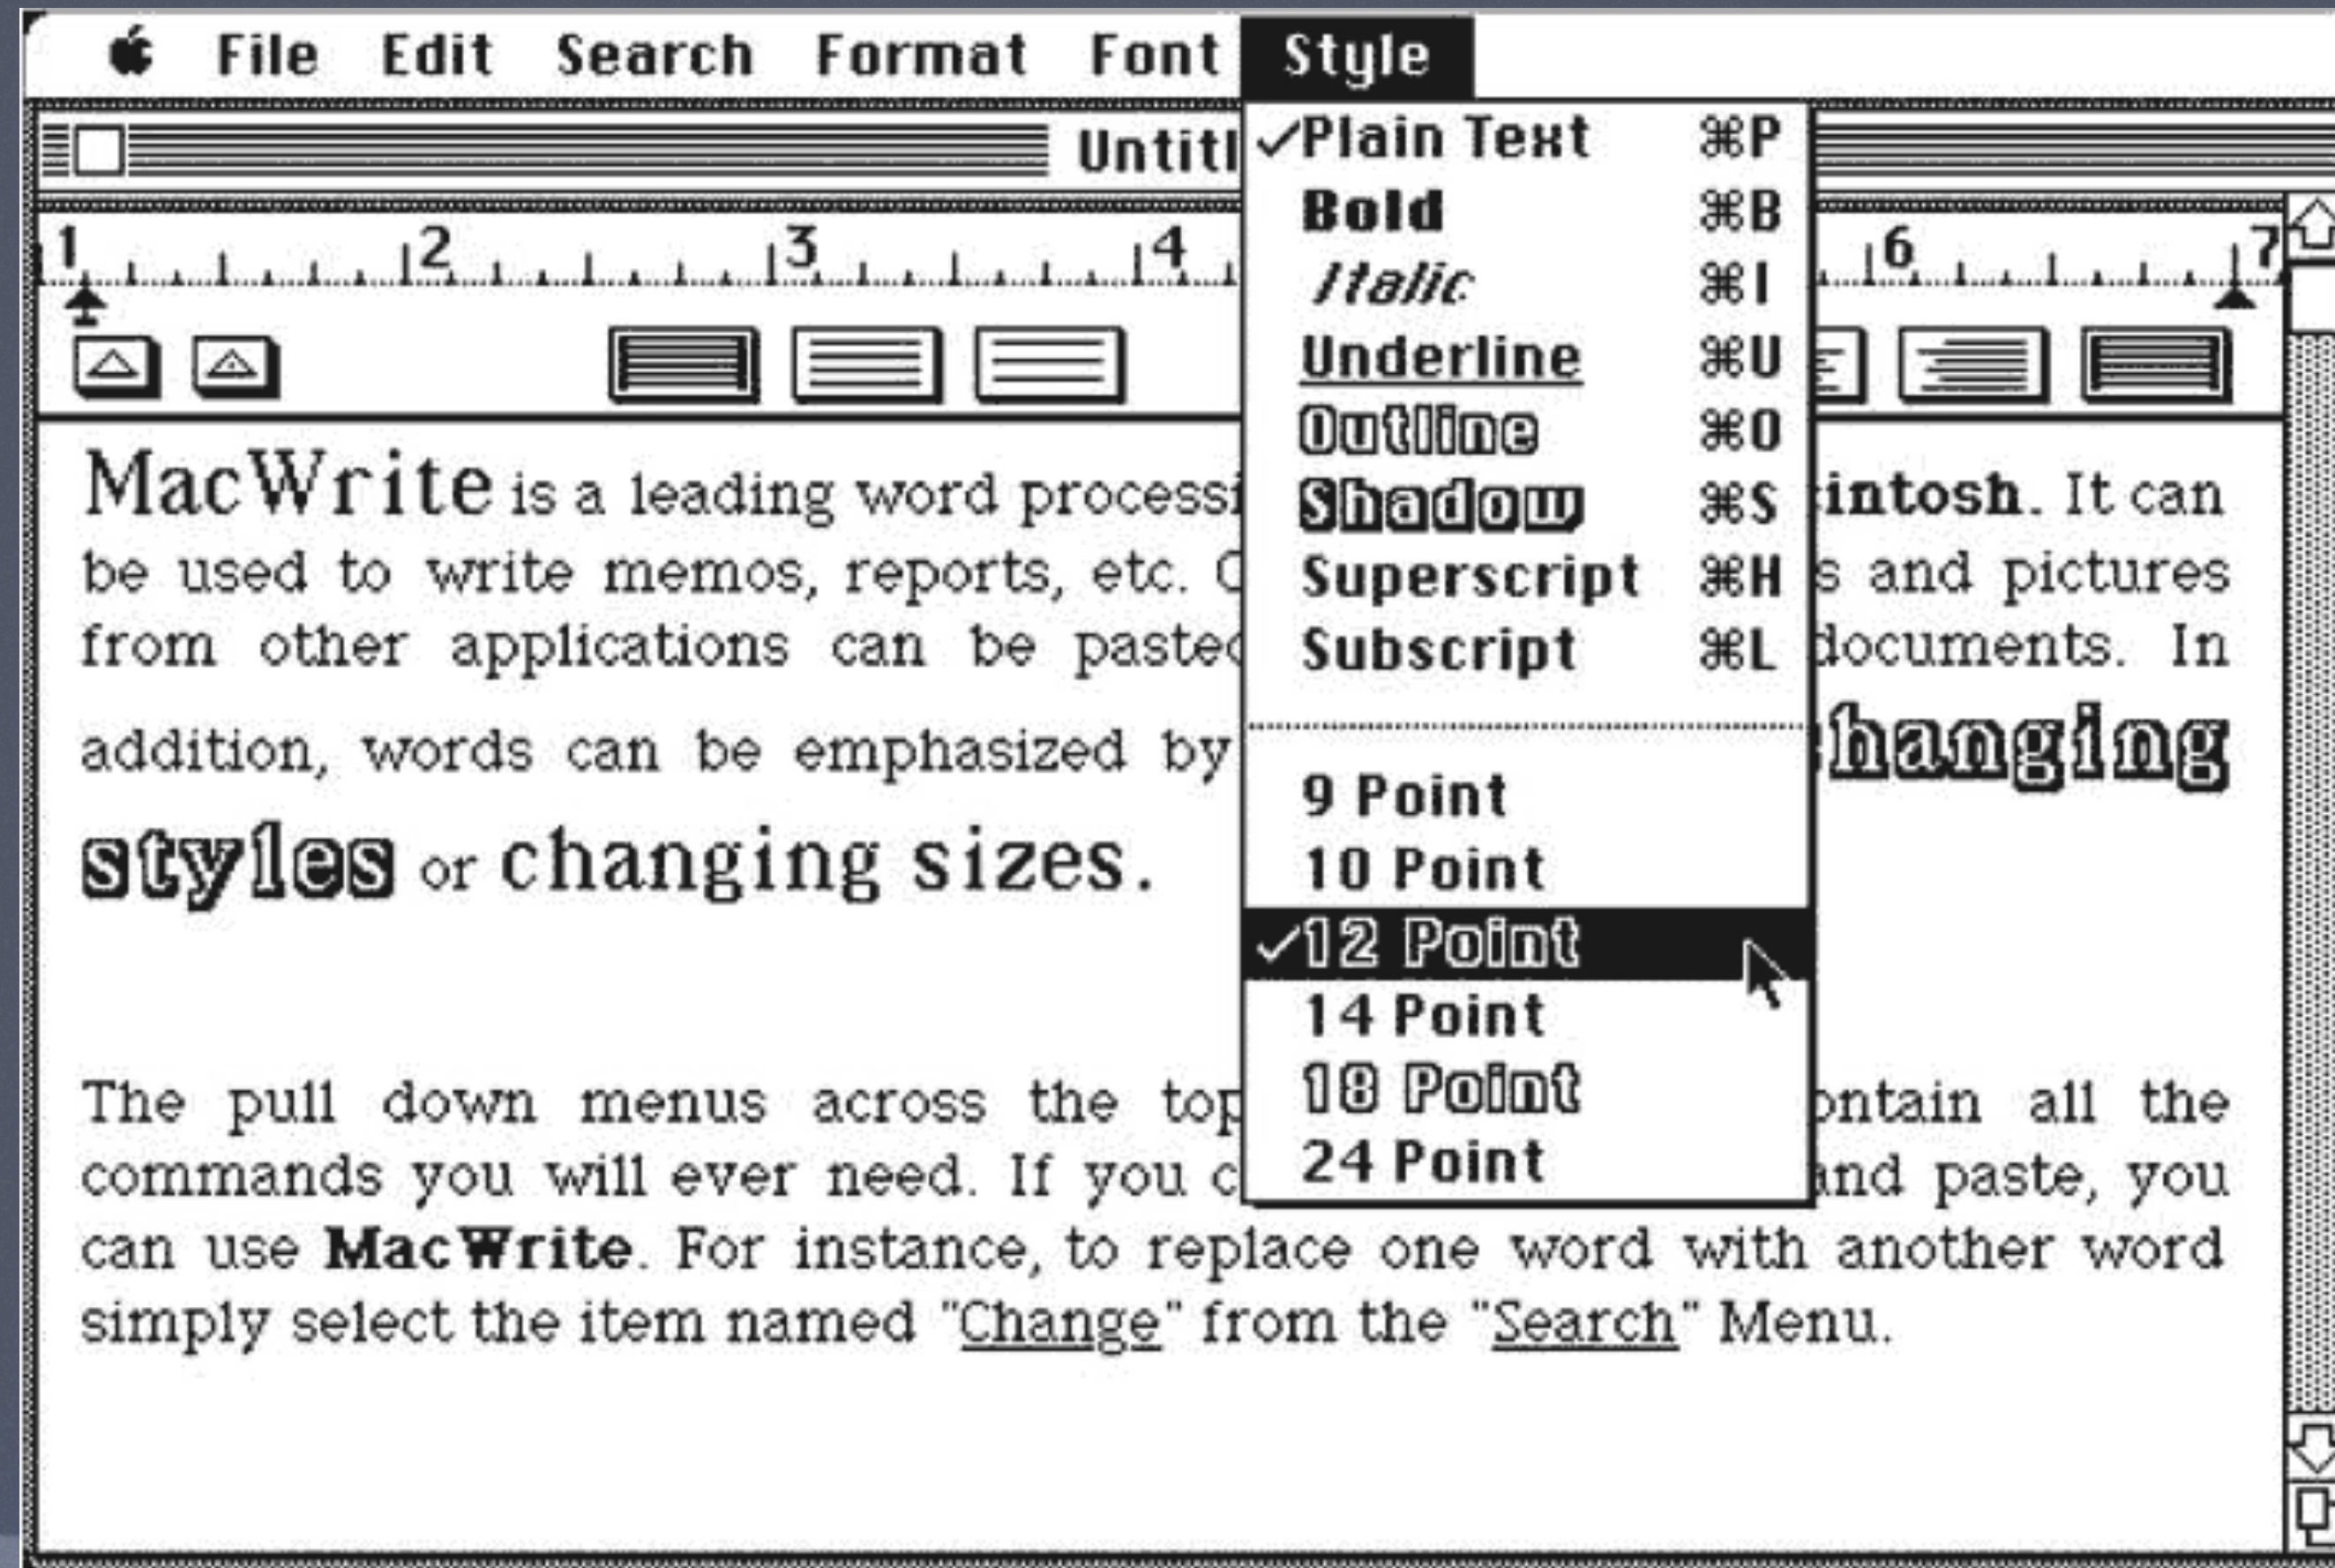 File Edit Search Format Font Style
Untitl
✓Plain Text ⌘P
Bold ⌘B
Italic ⌘I
Underline ⌘U
Outline ⌘O
Shadow ⌘S
Superscript ⌘H
Subscript ⌘L
9 Point
10 Point
✓12 Point
14 Point
18 Point
24 Point
1 2 3 4 6 7
MacWrite is a leading word processi intosh. It can
be used to write memos, reports, etc. s and pictures
from other applications can be paste documents. In
addition, words can be emphasized by hanging
styles or changing sizes.
The pull down menus across the top ontain all the
commands you will ever need. If you c and paste, you
can use MacWrite. For instance, to replace one word with another word
simply select the item named "Change" from the "Search" Menu.